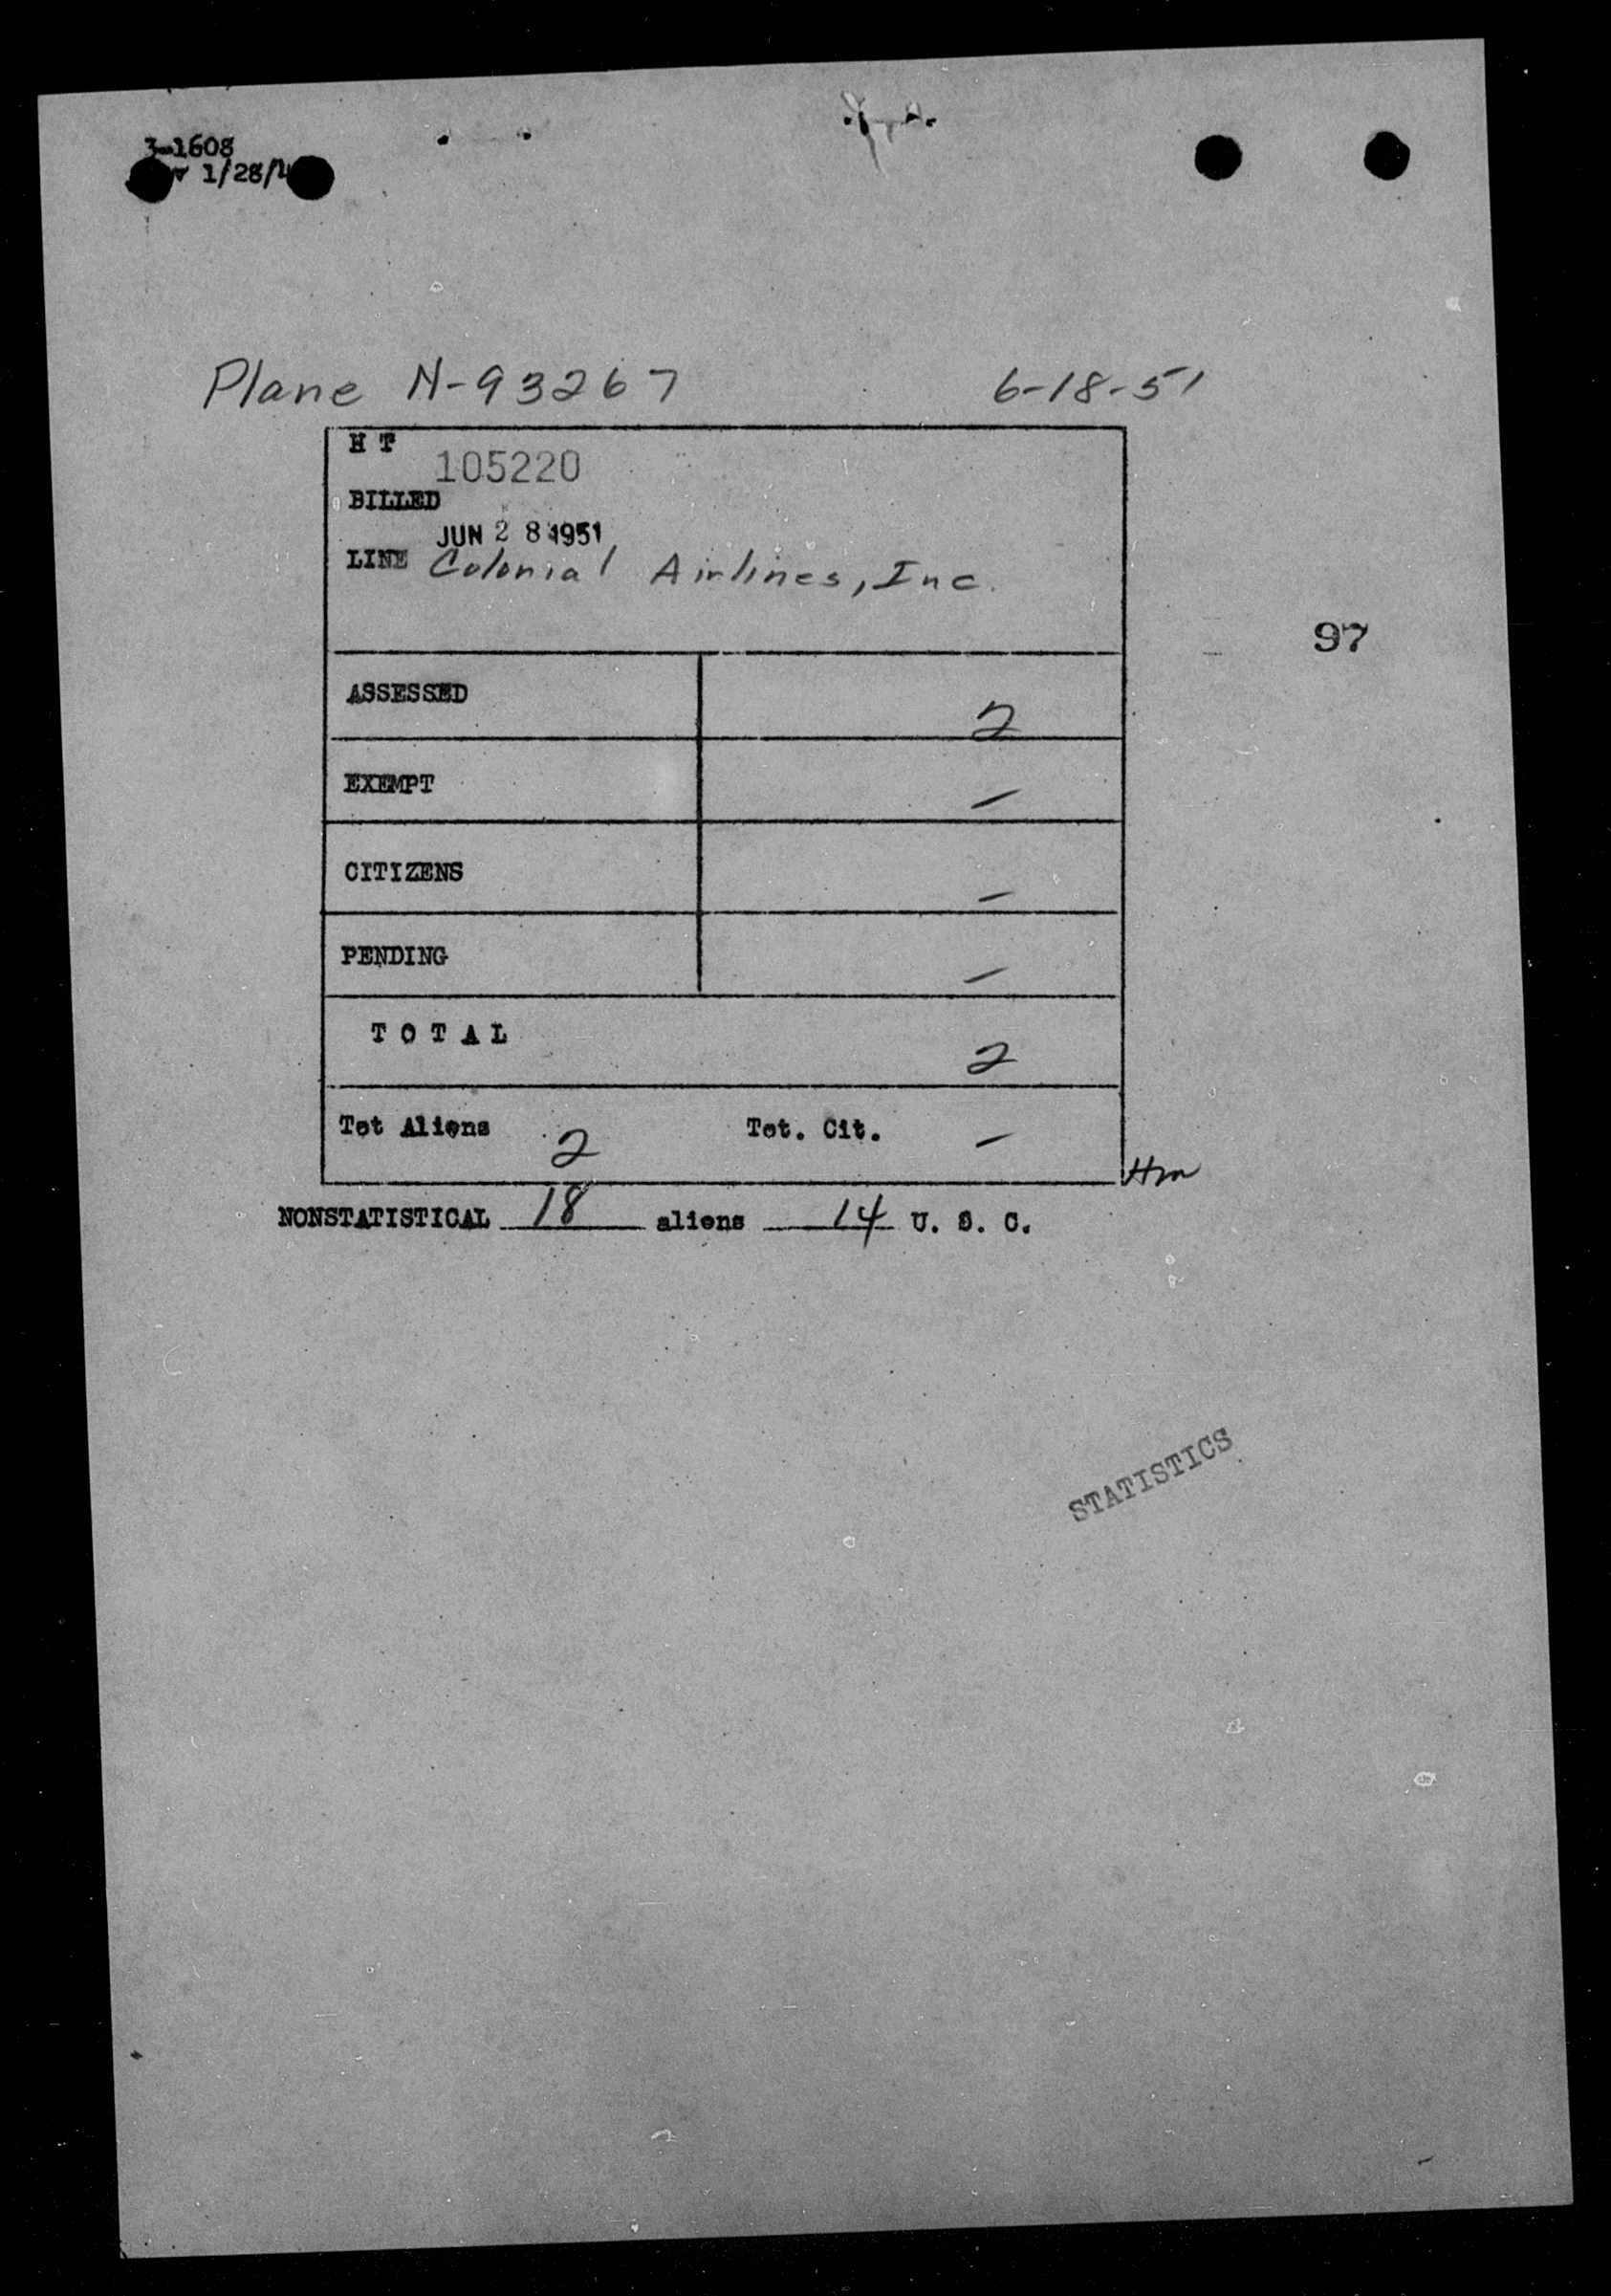 3-1608
1/28/
Plane N-93267 6-18-51
H T 105220
BILLED
JUN 28 1951
LINE Colonial Airlines, Inc.
97
ASSESSED 2
EXEMPT –
CITIZENS –
PENDING –
T O T A L 2
Tot Aliens 2 Tot. Cit. –
Hm
NONSTATISTICAL 18 aliens 14 U. S. C.
STATISTICS